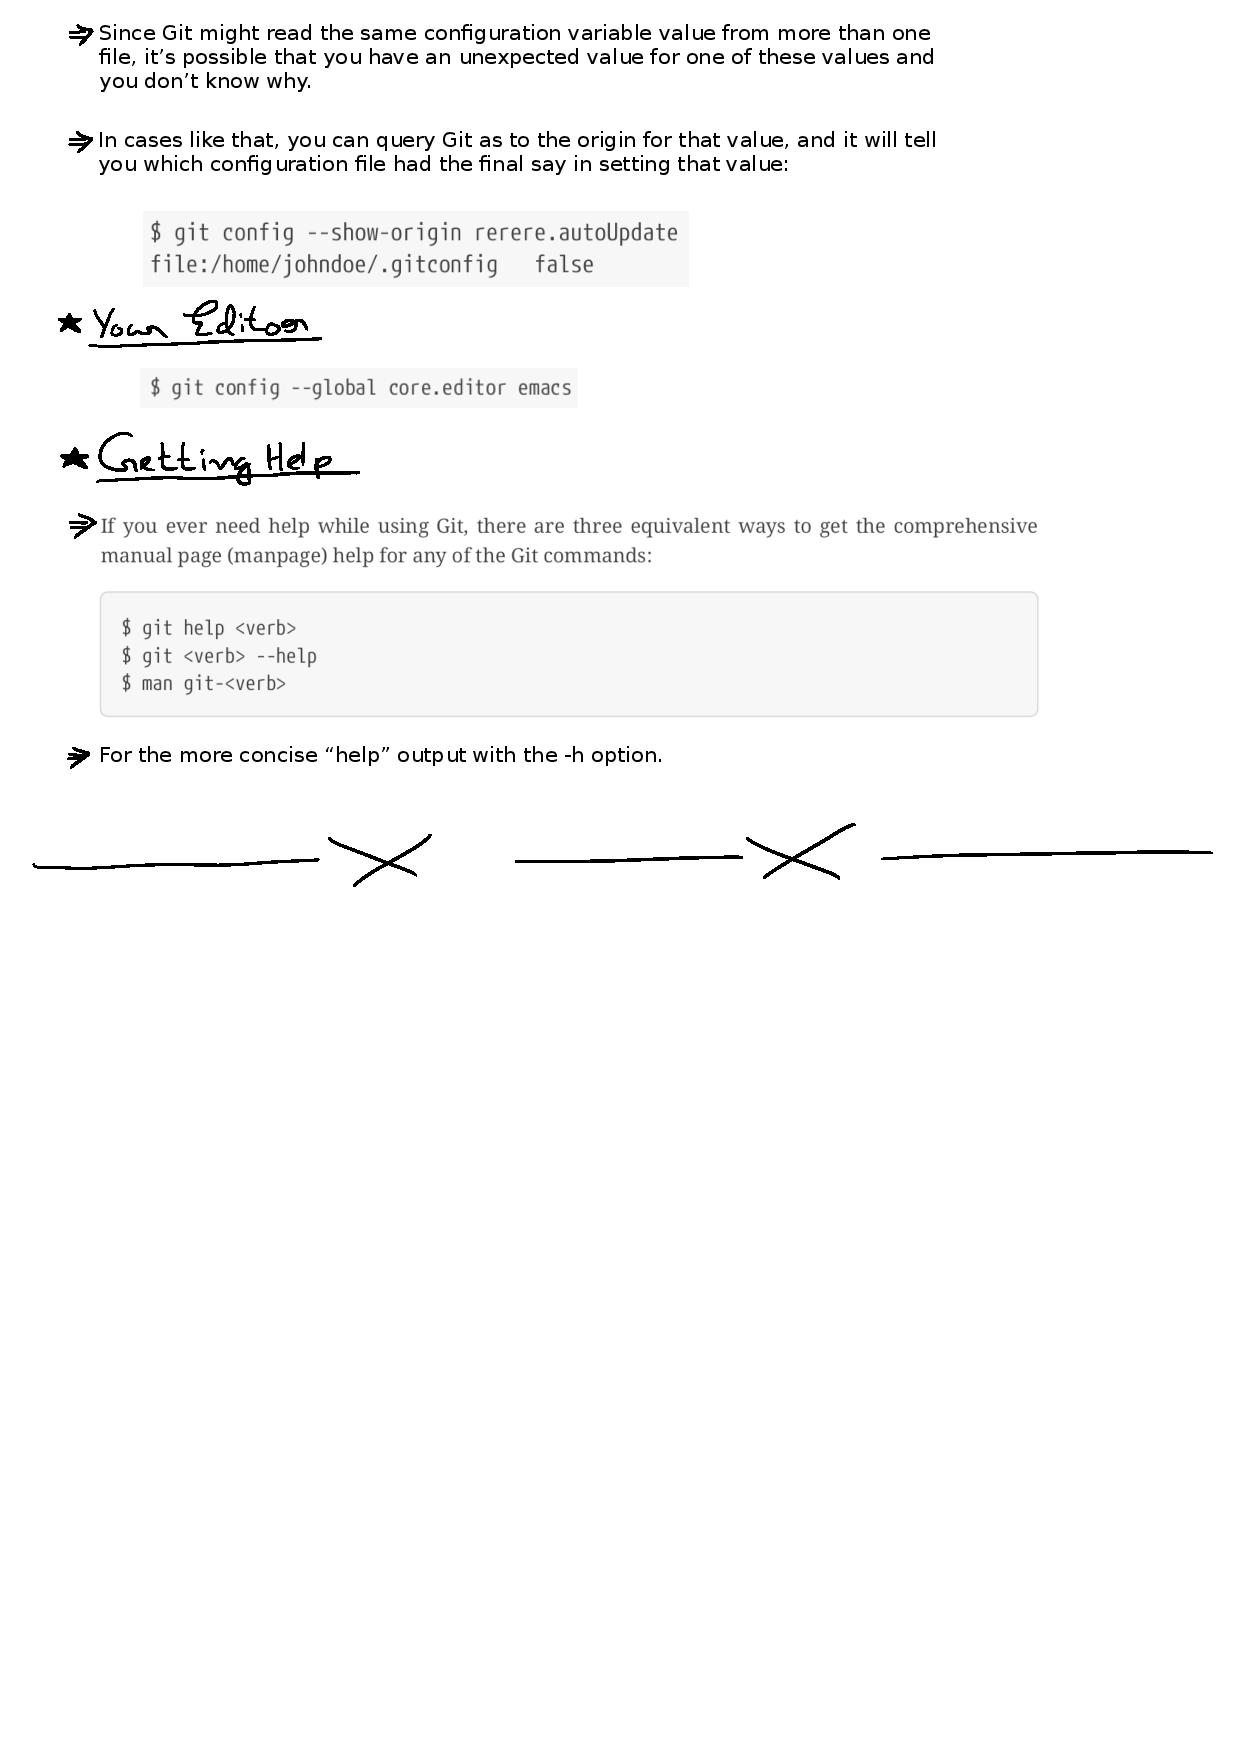 Since Git might read the same configuration variable value from more than one
file, it’s possible that you have an unexpected value for one of these values and
you don’t know why.
In cases like that, you can query Git as to the origin for that value, and it will tell
you which configuration file had the final say in setting that value:
$ git config --show-origin rerere.autoUpdate
file:/home/johndoe/.gitconfig   false
Your Editor
$ git config --global core.editor emacs
Getting Help
If you ever need help while using Git, there are three equivalent ways to get the comprehensive
manual page (manpage) help for any of the Git commands:
$ git help <verb>
$ git <verb> --help
$ man git-<verb>
For the more concise “help” output with the -h option.